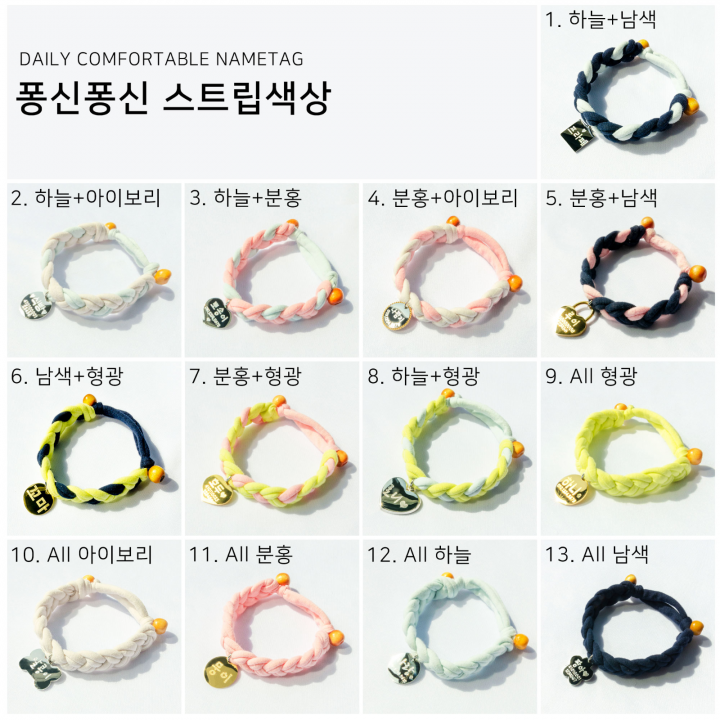 DAILY COMFORTABLE NAMETAG
퐁신퐁신 스트립색상
1. 하늘+남색
2. 하늘+아이보리
3. 하늘+분홍
4. 분홍+아이보리
5. 분홍+남색
6. 남색+형광
7. 분홍+형광
8. 하늘+형광
9. All 형광
꼬마
10. All 아이보리
11. All 분홍
12. All 하늘
13. All 남색
몽이